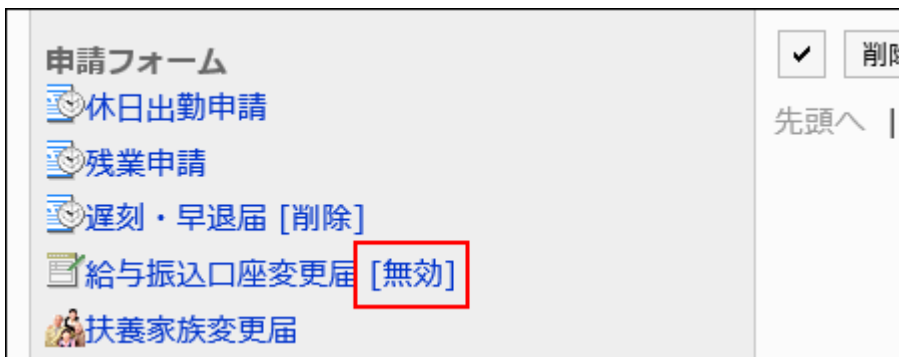 申請フォーム
休日出勤申請
残業申請
遅刻・早退届 [削除]
給与振込口座変更届 [無効]
扶養家族変更届
先頭へ |